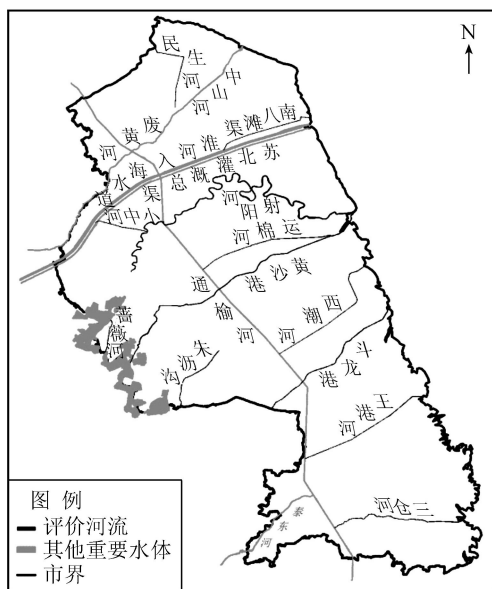 N
民生河
中山河
废黄河
南八滩渠
淮河入海水道
苏北灌溉总渠
小中河
射阳河
运棉河
黄沙港
通榆河
西潮河
蔷薇河
朱沥沟
斗龙港
王港河
三仓河
泰东河
图 例
评价河流
其他重要水体
市界